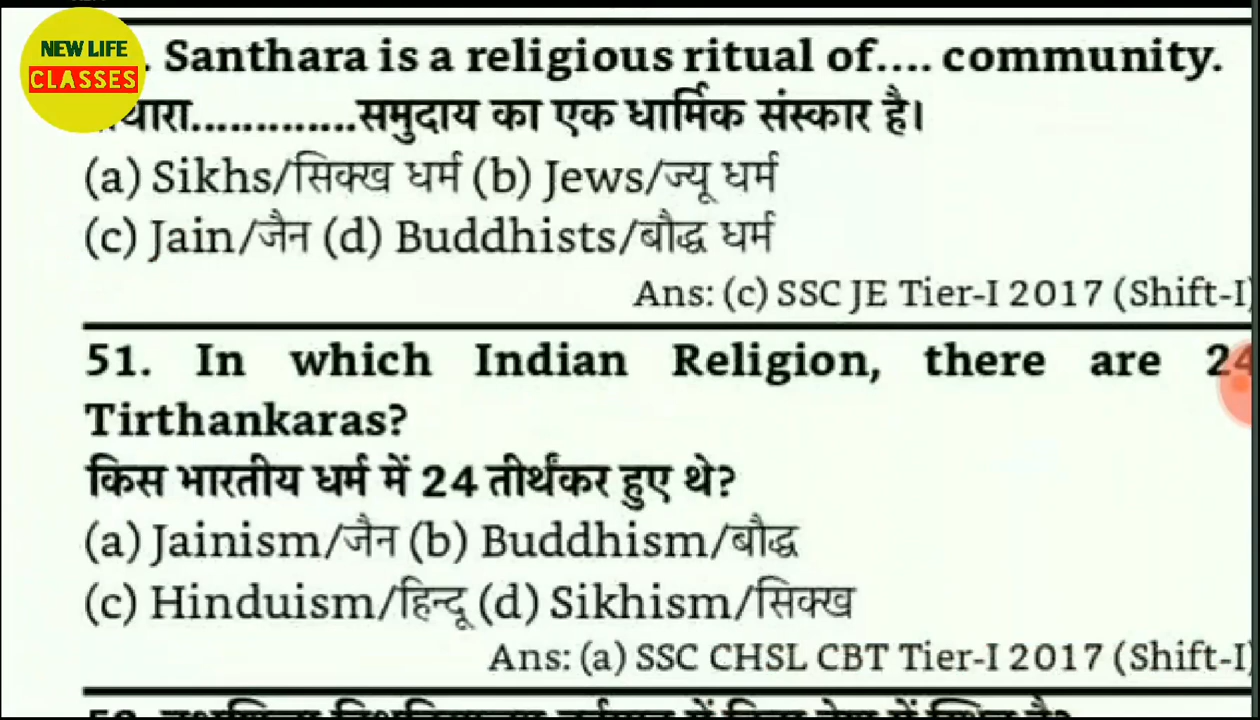 NEW LIFE
CLASSES
. Santhara is a religious ritual of.... community.
.............समुदाय का एक धार्मिक संस्कार है।
(a) Sikhs/सिक्ख धर्म (b) Jews/ज्यू धर्म
(c) Jain/जैन (d) Buddhists/बौद्ध धर्म
Ans: (c) SSC JE Tier-I 2017 (Shift-I)
51. In which Indian Religion, there are 24
Tirthankaras?
किस भारतीय धर्म में 24 तीर्थंकर हुए थे?
(a) Jainism/जैन (b) Buddhism/बौद्ध
(c) Hinduism/हिन्दू (d) Sikhism/सिक्ख
Ans: (a) SSC CHSL CBT Tier-I 2017 (Shift-I)